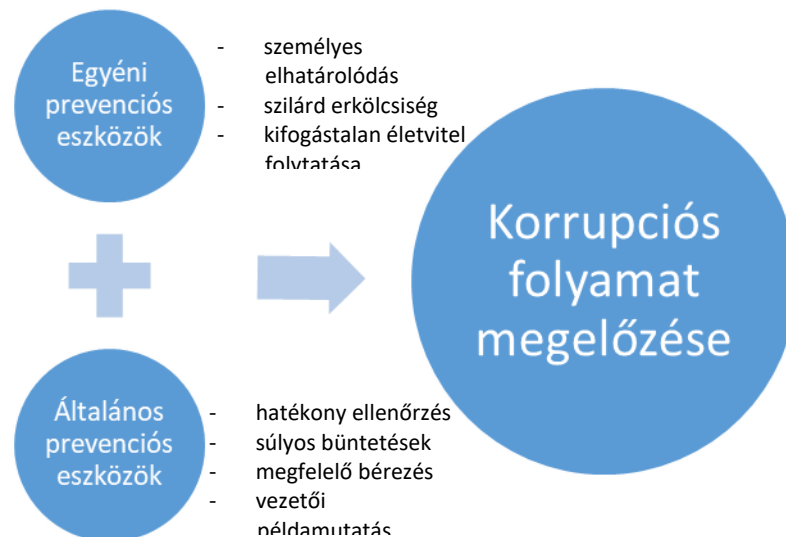 Egyéni
prevenciós
eszközök
- személyes
elhatárolódás
- szilárd erkölcsiség
- kifogástalan életvitel
folytatása
Korrupciós
folyamat
megelőzése
Általános
prevenciós
eszközök
- hatékony ellenőrzés
- súlyos büntetések
- megfelelő bérezés
- vezetői
példamutatás